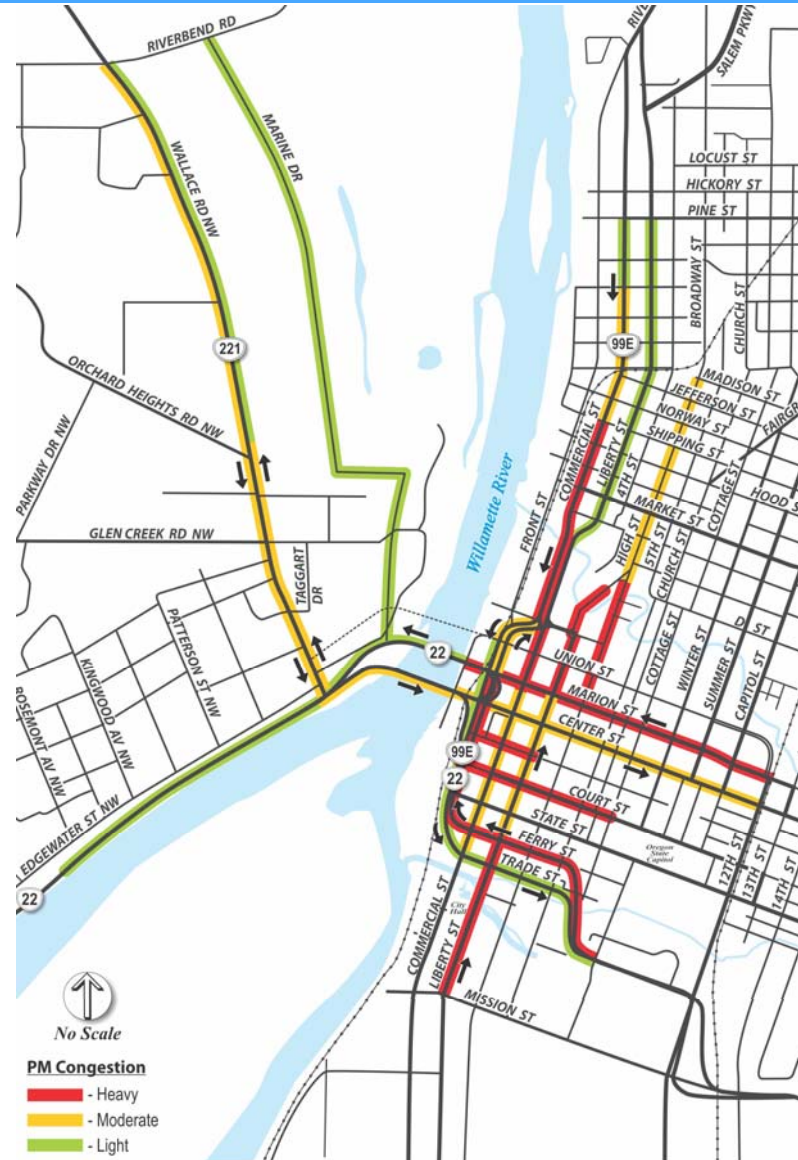 RIVERBEND RD
RIVE
SALEM PKWY
MARINE DR
WALLACE RD NW
LOCUST ST
HICKORY ST
PINE ST
BROADWAY ST
CHURCH ST
221
99E
ORCHARD HEIGHTS RD NW
MADISON ST
JEFFERSON ST
NORWAY ST
SHIPPING ST
FAIRGR
PARKWAY DR NW
COMMERCIAL ST
LIBERTY ST
4TH ST
COTTAGE ST
HOOD S
MARKET ST
Willamette River
FRONT ST
GLEN CREEK RD NW
HIGH ST
5TH ST
CHURCH ST
TAGGART
DR
PATTERSON ST NW
D ST
COTTAGE ST
WINTER ST
SUMMER ST
CAPITOL ST
KINGWOOD AV NW
ROSEMONT AV NW
22
UNION ST
MARION ST
CENTER ST
99E
22
COURT ST
STATE ST
EDGEWATER ST NW
FERRY ST
Oregon
State
Capitol
TRADE ST
12TH ST
13TH ST
14TH ST
22
COMMERCIAL ST
LIBERTY ST
City
Hall
MISSION ST
No Scale
PM Congestion
- Heavy
- Moderate
- Light